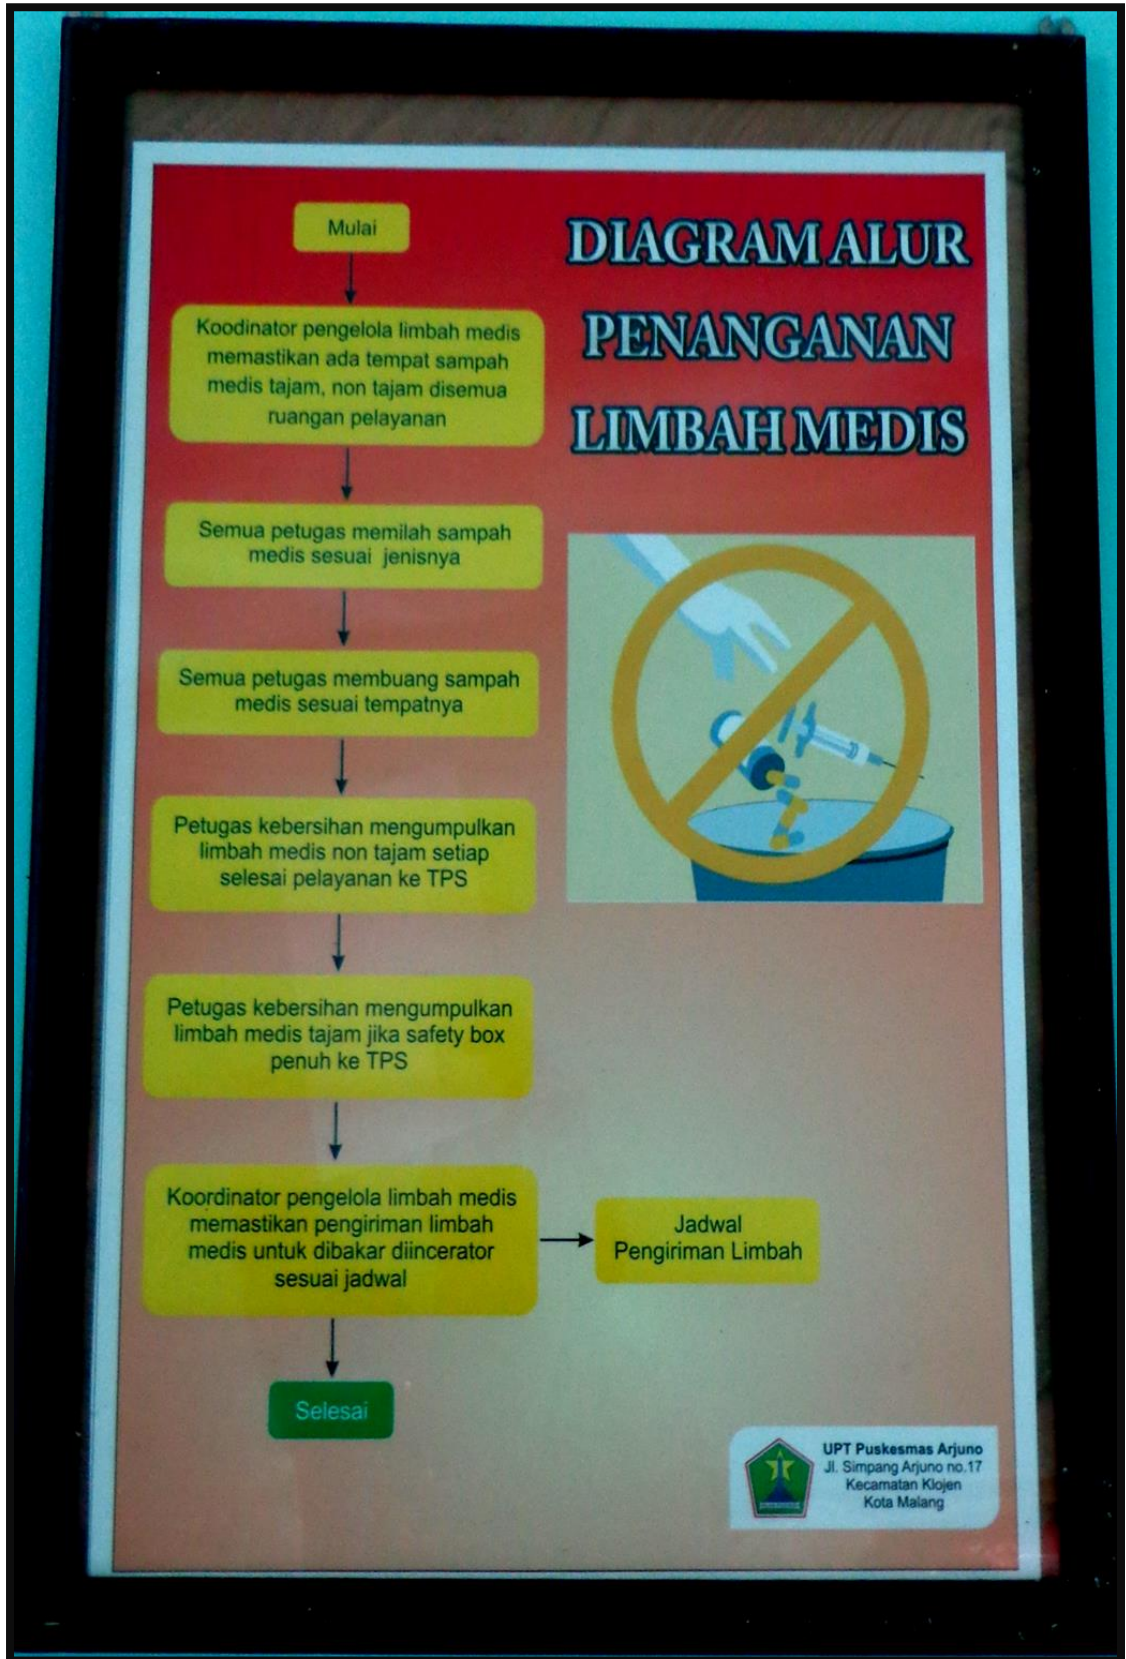 DIAGRAM ALUR
PENANGANAN
LIMBAH MEDIS
Mulai
Koodinator pengelola limbah medis
memastikan ada tempat sampah
medis tajam, non tajam disemua
ruangan pelayanan
Semua petugas memilah sampah
medis sesuai jenisnya
Semua petugas membuang sampah
medis sesuai tempatnya
Petugas kebersihan mengumpulkan
limbah medis non tajam setiap
selesai pelayanan ke TPS
Petugas kebersihan mengumpulkan
limbah medis tajam jika safety box
penuh ke TPS
Koordinator pengelola limbah medis
memastikan pengiriman limbah
medis untuk dibakar diincerator
sesuai jadwal
Jadwal
Pengiriman Limbah
Selesai
UPT Puskesmas Arjuno
Jl. Simpang Arjuno no.17
Kecamatan Klojen
Kota Malang